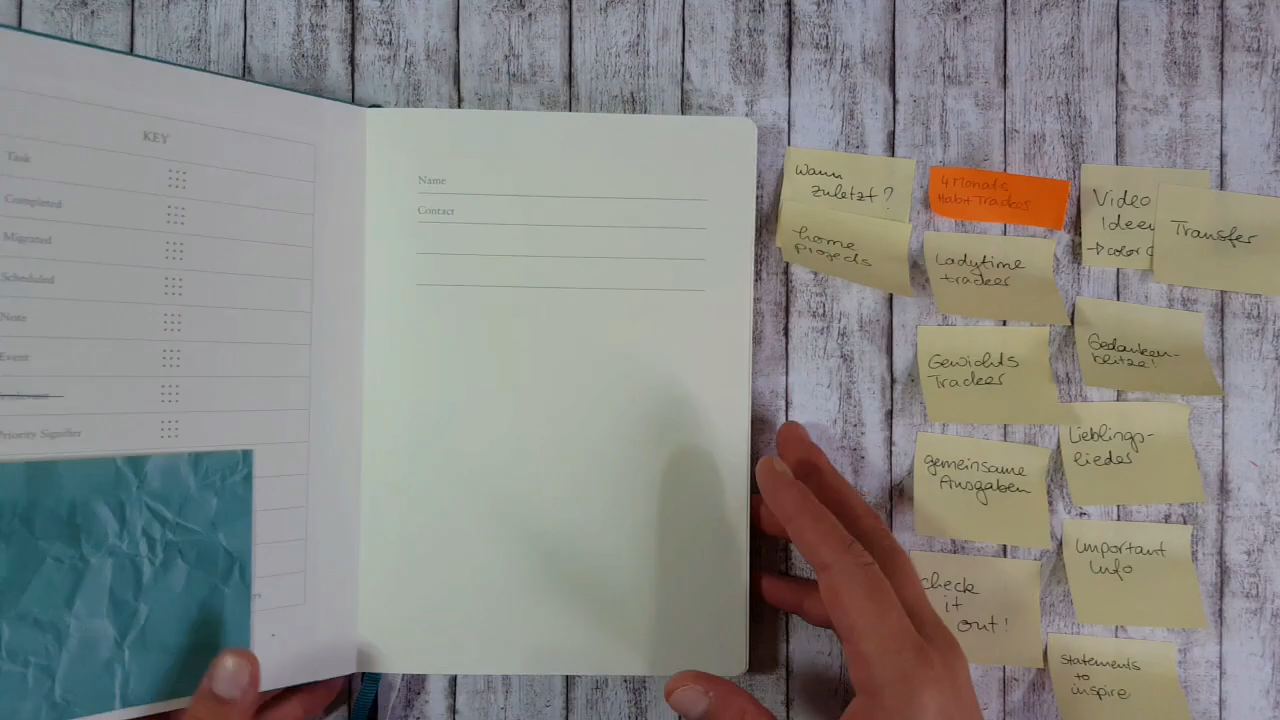 KEY
Task
Completed
Migrated
Scheduled
Note
Event
Priority Signifier
Name
Contact
Wann
zuletzt?
home
projects
4 Monats
Habit Tracker
Ladytime
tracker
Gewichts
Tracker
gemeinsame
Ausgaben
check
it
out!
Video
Ideen
→ color
Transfer
Gedanken-
blitze!
Lieblings-
lieder
important
info
statements
to
inspire